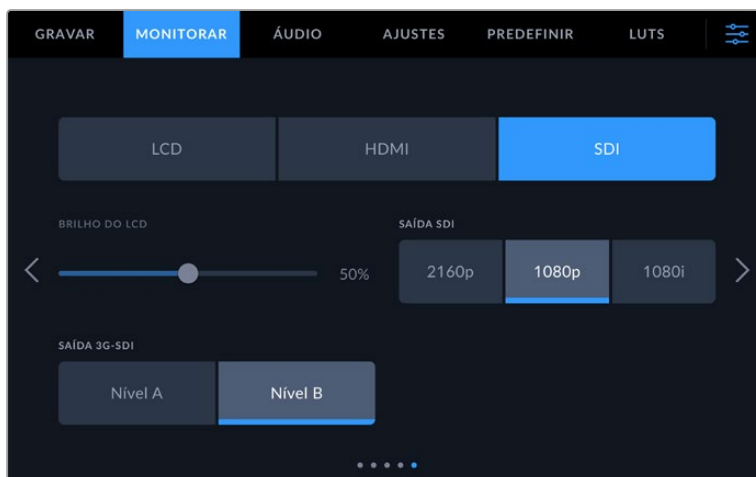 GRAVAR MONITORAR ÁUDIO AJUSTES PREDEFINIR LUTS
LCD HDMI SDI
BRILHO DO LCD SAÍDA SDI
50% 2160p 1080p 1080i
SAÍDA 3G-SDI
Nível A Nível B